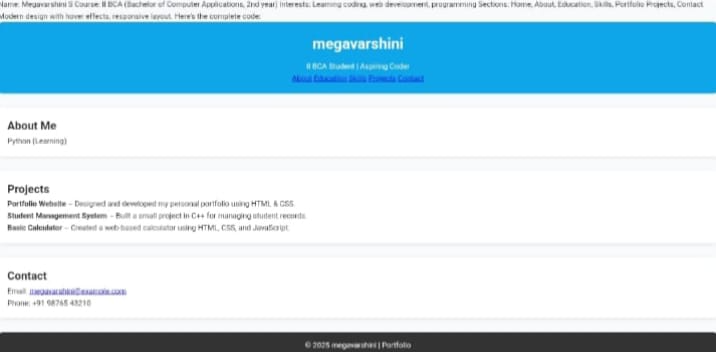 Name: Megavarshini S Course: II BCA (Bachelor of Computer Applications, 2nd year) Interests: Learning coding, web development, programming Sections: Home, About, Education, Skills, Portfolio Projects, Contact
Modern design with hover effects, responsive layout. Here's the complete code:
megavarshini
II BCA Student | Aspiring Coder
About Education Skills Projects Contact
About Me
Python (Learning)
Projects
Portfolio Website – Designed and developed my personal portfolio using HTML & CSS.
Student Management System – Built a small project in C++ for managing student records.
Basic Calculator – Created a web-based calculator using HTML, CSS, and JavaScript.
Contact
Email: megavarshini@example.com
Phone: +91 98765 43210
© 2025 megavarshini | Portfolio